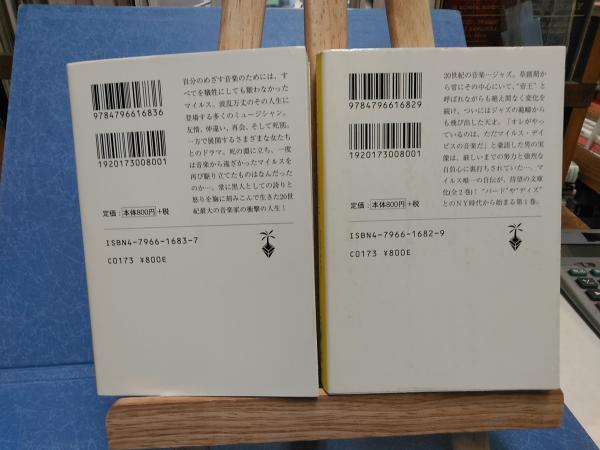 自分のめざす音楽のためには、す
べてを犠牲にしても厭わなかった
マイルス。波乱万丈のその人生に
登場する多くのミュージシャン。
友情、仲違い、再会、そして死別。
一方で展開するさまざまな女たち
とのドラマ。死の淵に立ち、一度
は音楽から遠ざかったマイルスを
再び駆り立てたものはなんだった
のか…。常に黒人としての誇りと
怒りを胸に刻みこんで生きた20世
紀最大の音楽家の衝撃の人生!
9784796616836
1920173008001
定価:本体800円+税
ISBN4-7966-1683-7
C0173 ¥800E
20世紀の音楽…ジャズ。草創期か
ら常にその中心にいて、"帝王"と
呼ばれながらも絶え間なく変化を
続け、ついにはジャズの範疇から
も飛び出した天才。「オレがやっ
ているのは、ただマイルス・デイ
ビスの音楽だ」と豪語した男の実
像は、厳しいまでの努力と強烈な
自負心に裏打ちされていた…。マ
イルス唯一の自伝が、待望の文庫
化(全2巻)! "バード"や"ディズ"
とのNY時代から始まる第1巻。
9784796616829
1920173008001
定価:本体800円+税
ISBN4-7966-1682-9
C0173 ¥800E